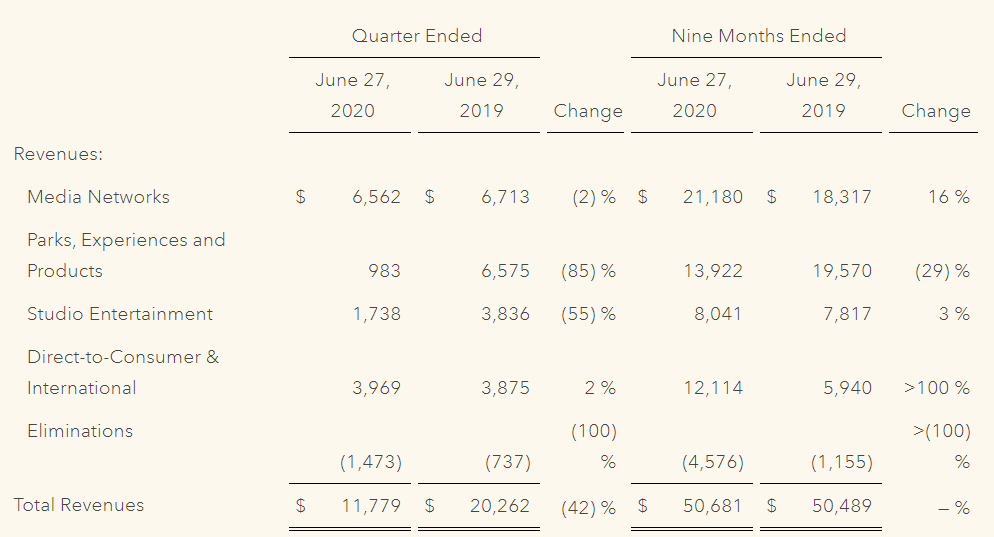 Quarter Ended Nine Months Ended
June 27, June 29, June 27, June 29,
2020 2019 Change 2020 2019 Change
Revenues:
Media Networks $ 6,562 $ 6,713 (2) % $ 21,180 $ 18,317 16 %
Parks, Experiences and
Products 983 6,575 (85) % 13,922 19,570 (29) %
Studio Entertainment 1,738 3,836 (55) % 8,041 7,817 3 %
Direct-to-Consumer &
International 3,969 3,875 2 % 12,114 5,940 >100 %
Eliminations (100) >(100)
(1,473) (737) % (4,576) (1,155) %
Total Revenues $ 11,779 $ 20,262 (42) % $ 50,681 $ 50,489 — %